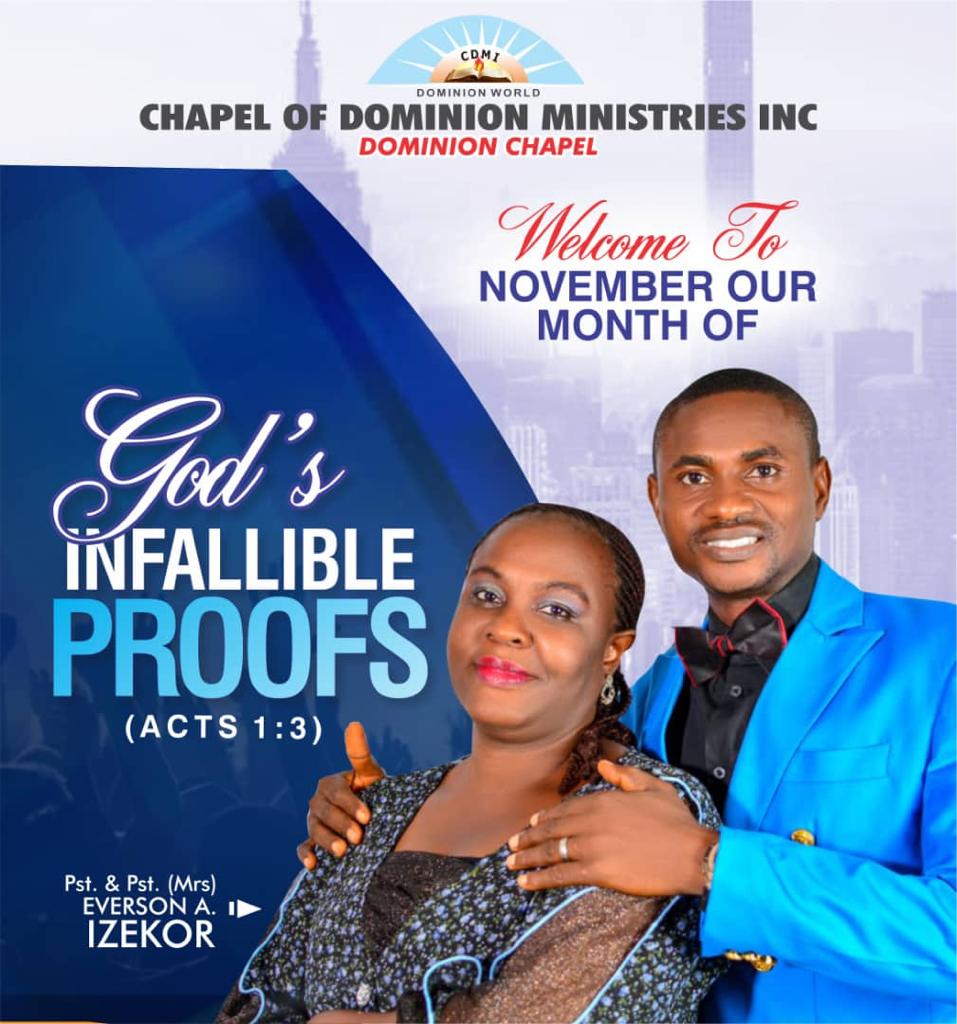 CDMI
DOMINION WORLD
CHAPEL OF DOMINION MINISTRIES INC
DOMINION CHAPEL
Welcome To
NOVEMBER OUR
MONTH OF
God's
INFALLIBLE
PROOFS
(ACTS 1:3)
Pst. & Pst. (Mrs)
EVERSON A.
IZEKOR